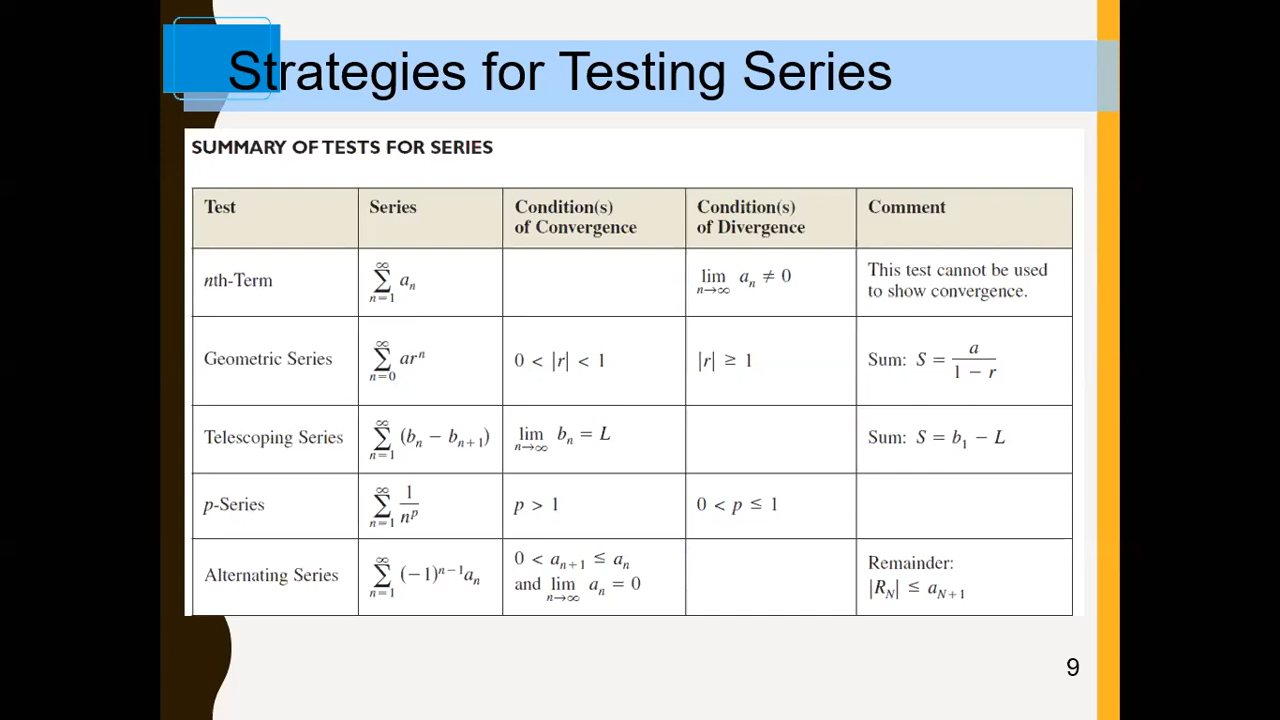 Strategies for Testing Series
SUMMARY OF TESTS FOR SERIES
Test Series Condition(s) of Convergence Condition(s) of Divergence Comment
nth-Term ∑_{n=1}^{∞} a_n lim_{n→∞} a_n ≠ 0 This test cannot be used to show convergence.
Geometric Series ∑_{n=0}^{∞} ar^n 0 < |r| < 1 |r| ≥ 1 Sum: S = a/(1 − r)
Telescoping Series ∑_{n=1}^{∞} (b_n − b_{n+1}) lim_{n→∞} b_n = L Sum: S = b_1 − L
p-Series ∑_{n=1}^{∞} 1/n^p p > 1 0 < p ≤ 1
Alternating Series ∑_{n=1}^{∞} (−1)^{n−1}a_n 0 < a_{n+1} ≤ a_n and lim_{n→∞} a_n = 0 Remainder: |R_N| ≤ a_{N+1}
9